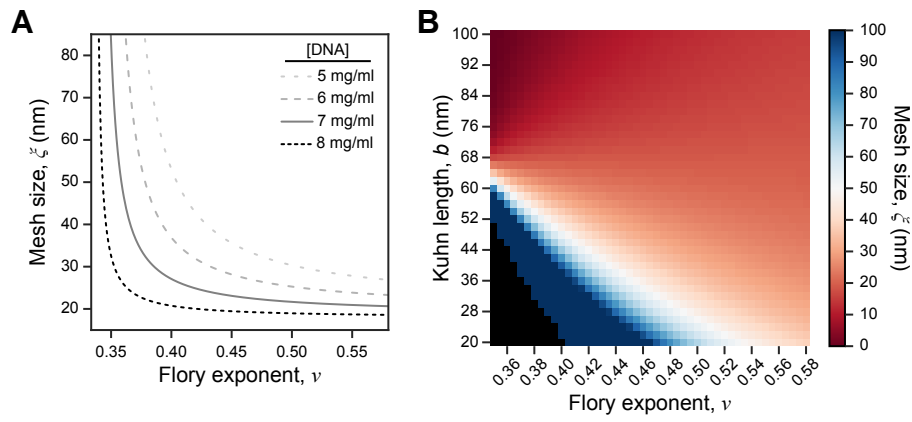 A
Mesh size, ξ (nm)
80
70
60
50
40
30
20
[DNA]
5 mg/ml
6 mg/ml
7 mg/ml
8 mg/ml
0.35 0.40 0.45 0.50 0.55
Flory exponent, ν
B
Kuhn length, b (nm)
100
92
84
76
68
60
52
44
36
28
20
0.36 0.38 0.40 0.42 0.44 0.46 0.48 0.50 0.52 0.54 0.56 0.58
Flory exponent, ν
100
90
80
70
60
50
40
30
20
10
0
Mesh size, ξ (nm)